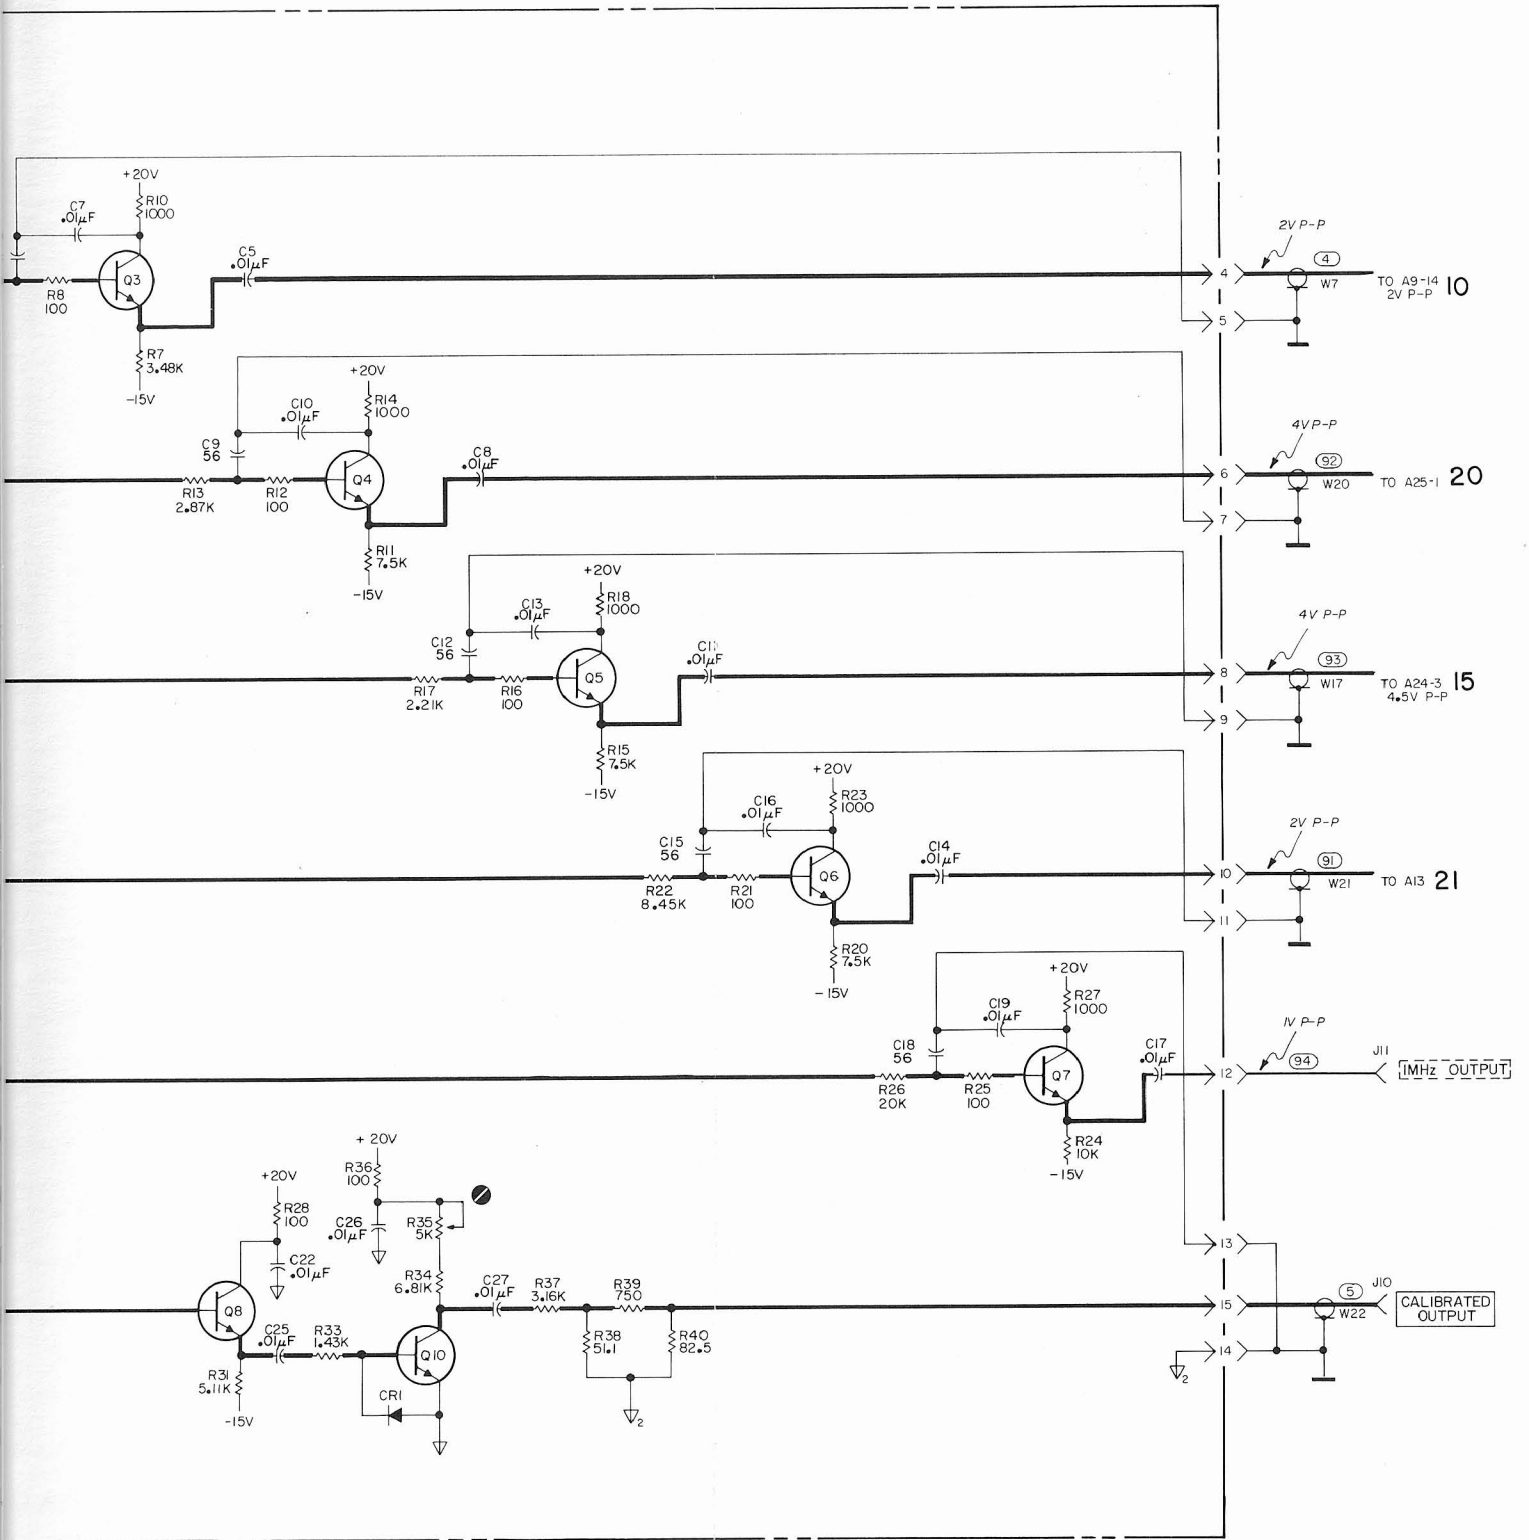 +20V
R10
1000
C7
.01µF
Q3
R8
100
R7
3.48K
-15V
C5
.01µF
4
5
2V P-P
4
W7
TO A9-14
2V P-P
10
+20V
R14
1000
C10
.01µF
C9
56
Q4
R13
2.87K
R12
100
R11
7.5K
-15V
C8
.01µF
6
7
4V P-P
92
W20
TO A25-1
20
+20V
R18
1000
C13
.01µF
C12
56
Q5
R17
2.21K
R16
100
R15
7.5K
-15V
C11
.01µF
8
9
4V P-P
93
W17
TO A24-3
4.5V P-P
15
+20V
R23
1000
C16
.01µF
C15
56
Q6
R22
8.45K
R21
100
R20
7.5K
-15V
C14
.01µF
10
11
2V P-P
91
W21
TO A13
21
+20V
R27
1000
C19
.01µF
C18
56
Q7
R26
20K
R25
100
R24
10K
-15V
C17
.01µF
12
1V P-P
94
J11
1MHz OUTPUT
+20V
R28
100
C22
.01µF
Q8
R31
5.11K
-15V
C25
.01µF
R33
1.43K
CR1
+20V
R36
100
C26
.01µF
R35
5K
R34
6.81K
Q10
C27
.01µF
R37
3.16K
R39
750
R38
51.1
R40
82.5
2
13
15
14
2
5
W22
J10
CALIBRATED
OUTPUT